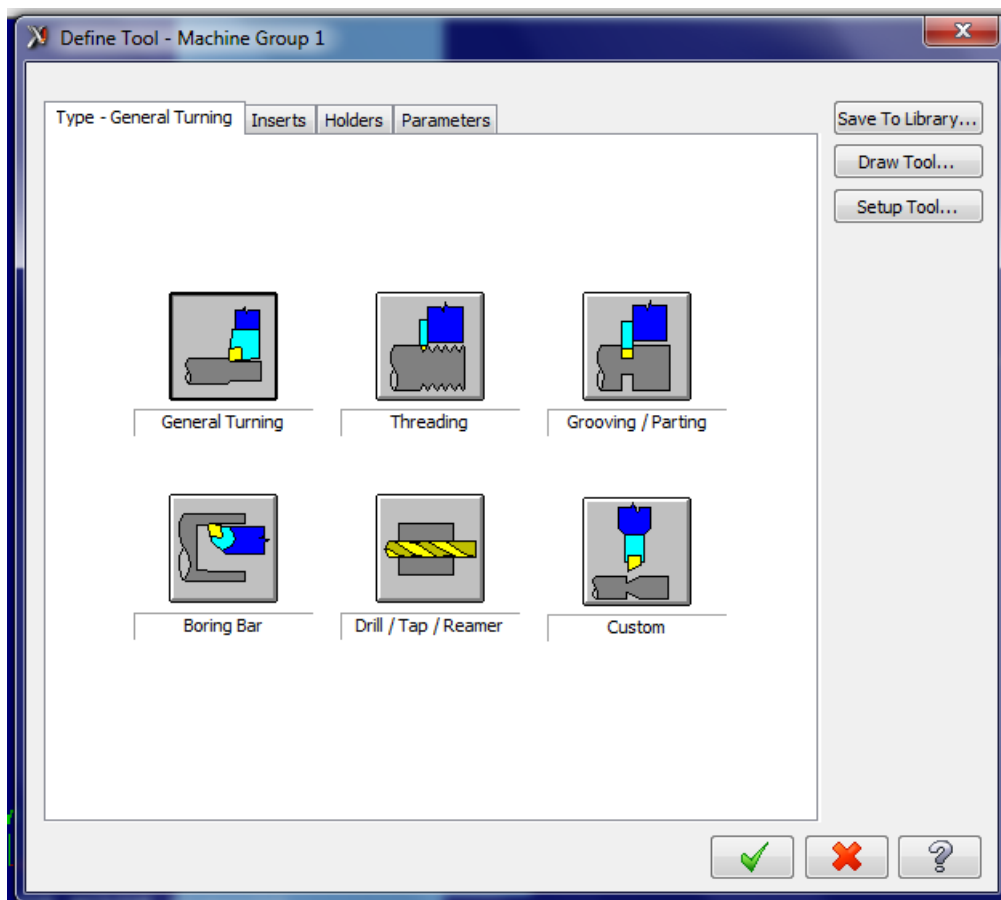 Define Tool - Machine Group 1
Type - General Turning Inserts Holders Parameters
Save To Library...
Draw Tool...
Setup Tool...
General Turning Threading Grooving / Parting
Boring Bar Drill / Tap / Reamer Custom